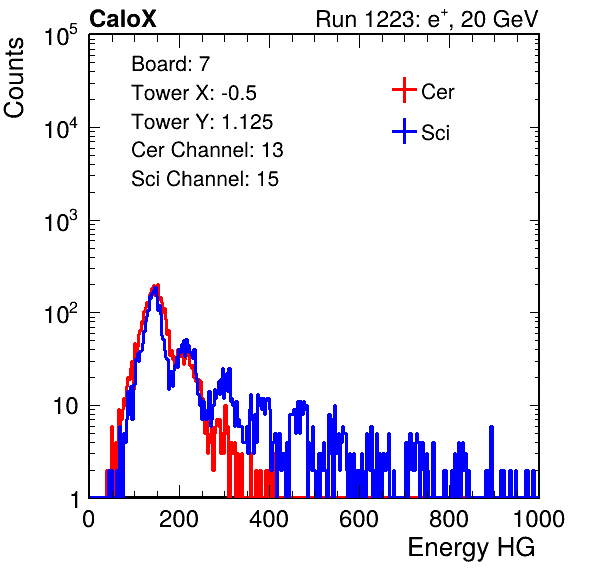 CaloX Run 1223: e⁺, 20 GeV
Board: 7
Tower X: -0.5
Tower Y: 1.125
Cer Channel: 13
Sci Channel: 15
Cer
Sci
Counts
10⁵
10⁴
10³
10²
10
1
0 200 400 600 800 1000
Energy HG